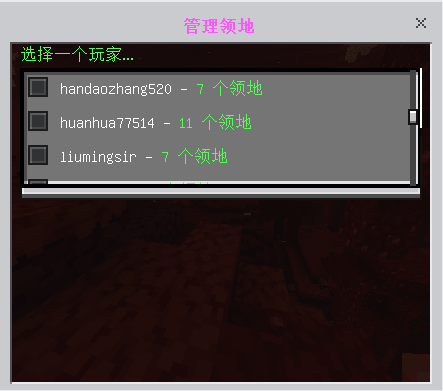 管理领地
选择一个玩家...
handaozhang520 - 7 个领地
huanhua77514 - 11 个领地
liumingsir - 7 个领地